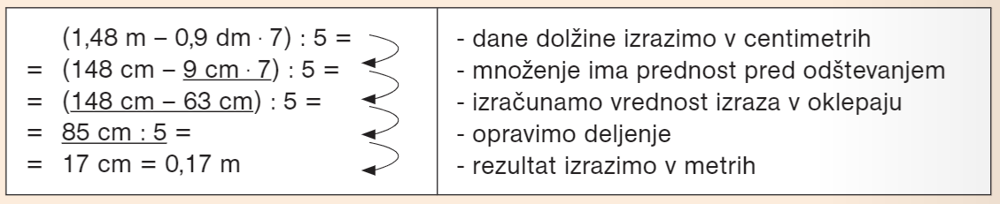 (1,48 m – 0,9 dm · 7) : 5 =
= (148 cm – 9 cm · 7) : 5 =
= (148 cm – 63 cm) : 5 =
= 85 cm : 5 =
= 17 cm = 0,17 m
- dane dolžine izrazimo v centimetrih
- množenje ima prednost pred odštevanjem
- izračunamo vrednost izraza v oklepaju
- opravimo deljenje
- rezultat izrazimo v metrih